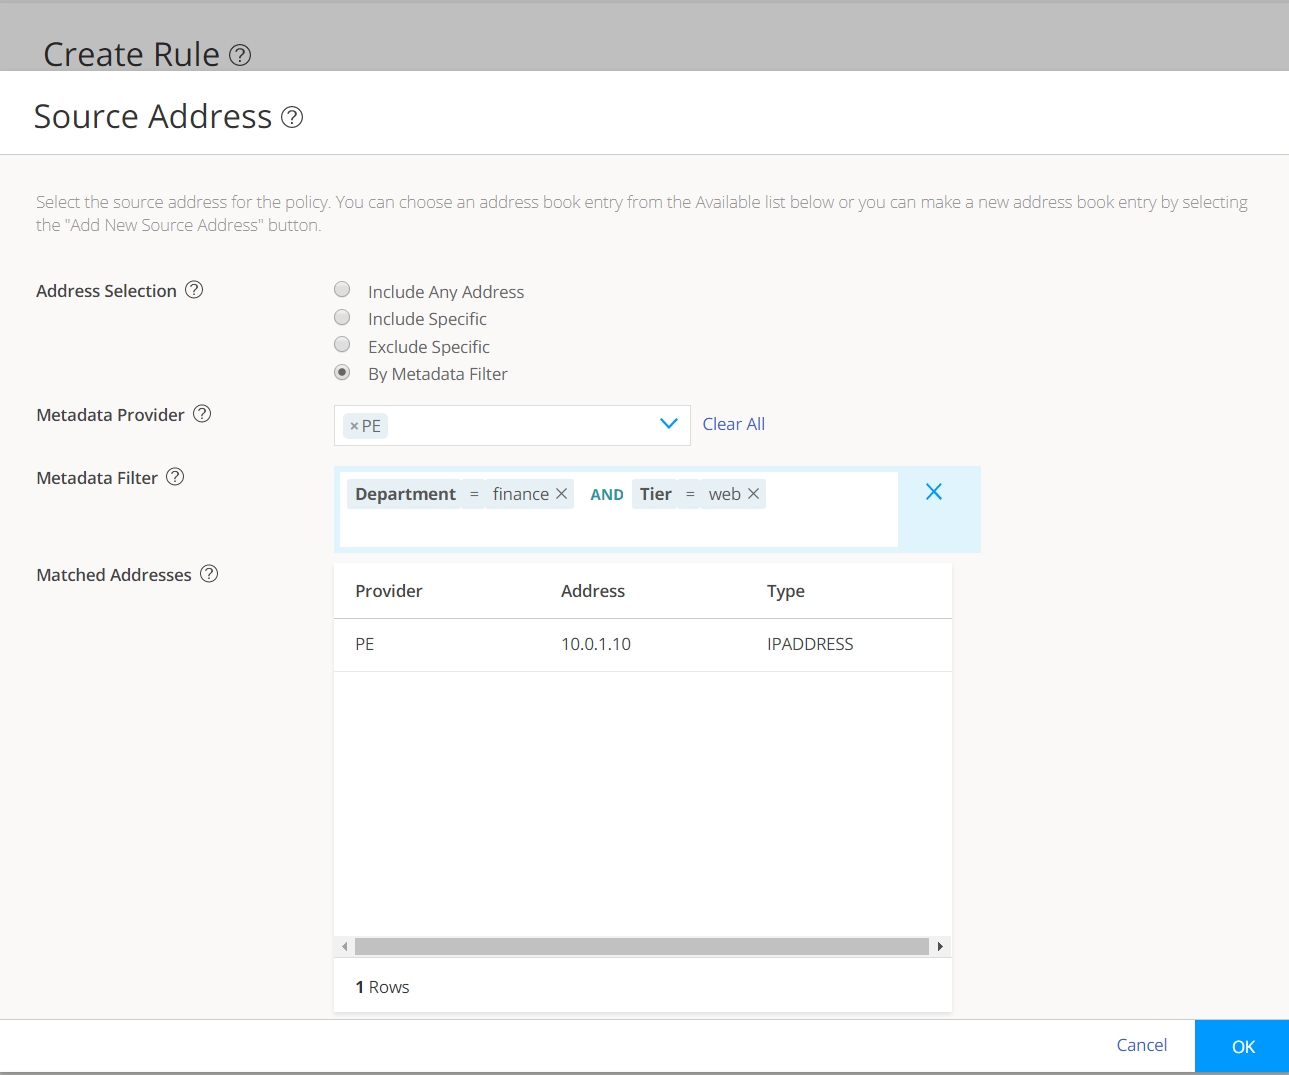 Create Rule ?
Source Address ?
Select the source address for the policy. You can choose an address book entry from the Available list below or you can make a new address book entry by selecting
the "Add New Source Address" button.
Address Selection ?
Include Any Address
Include Specific
Exclude Specific
By Metadata Filter
Metadata Provider ?
× PE
Clear All
Metadata Filter ?
Department = finance × AND Tier = web ×
Matched Addresses ?
Provider Address Type
PE 10.0.1.10 IPADDRESS
1 Rows
Cancel
OK